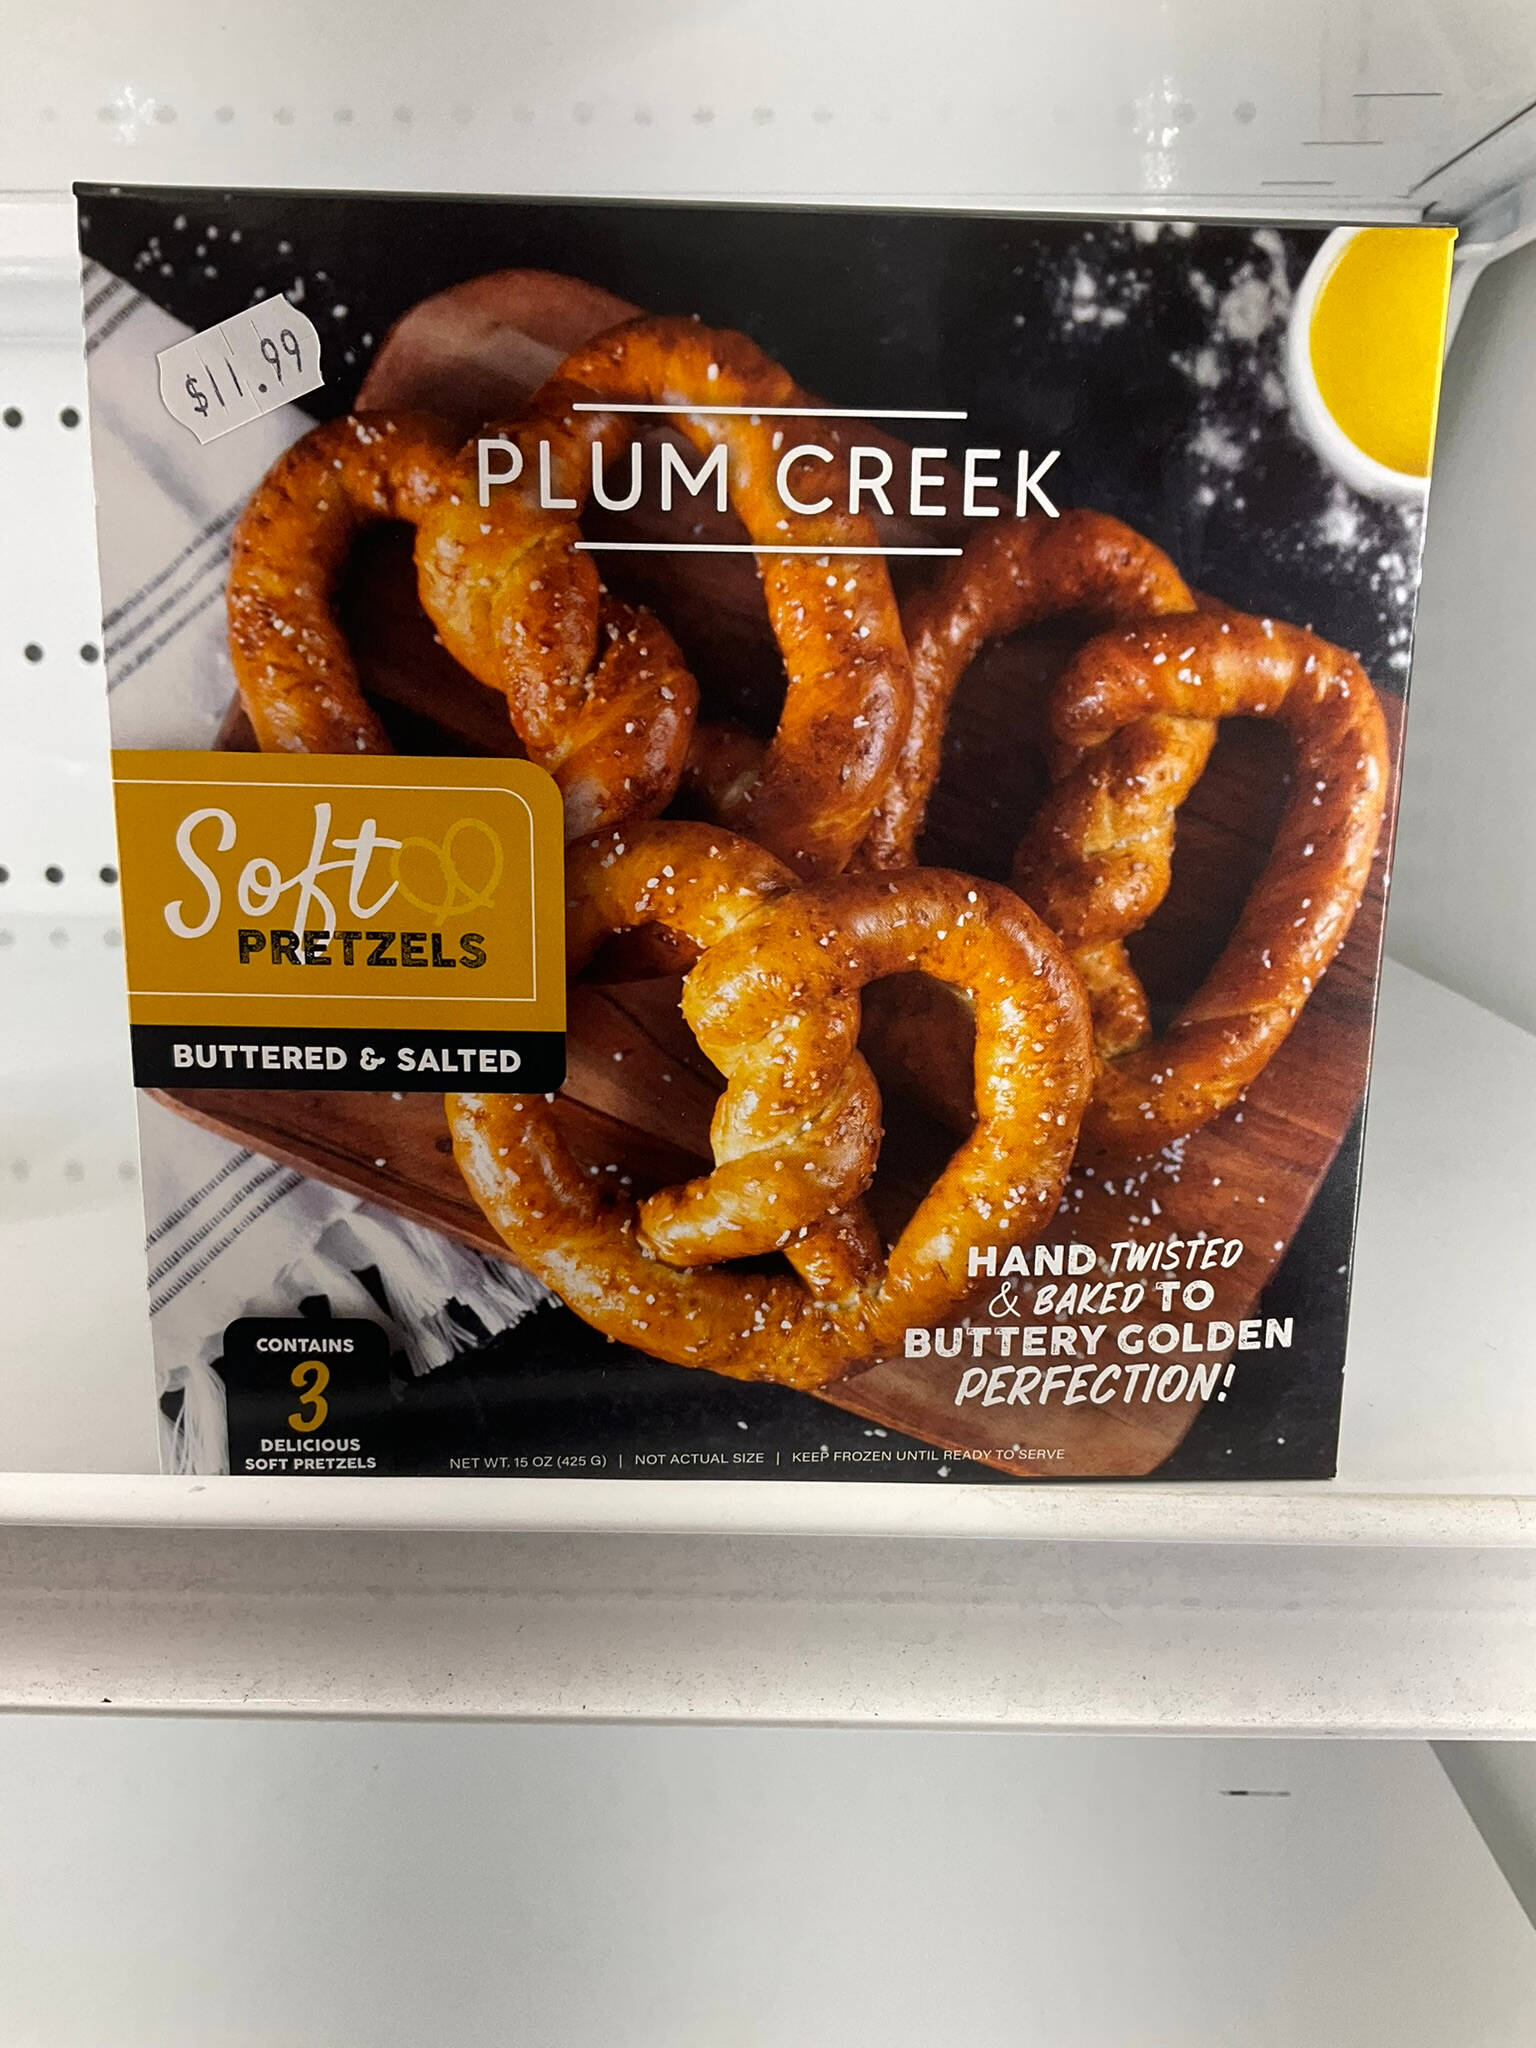 $11.99
PLUM CREEK
Soft
PRETZELS
BUTTERED & SALTED
HAND TWISTED
& BAKED TO
BUTTERY GOLDEN
PERFECTION!
CONTAINS
3
DELICIOUS
SOFT PRETZELS
NET WT. 15 OZ (425 G) | NOT ACTUAL SIZE | KEEP FROZEN UNTIL READY TO SERVE